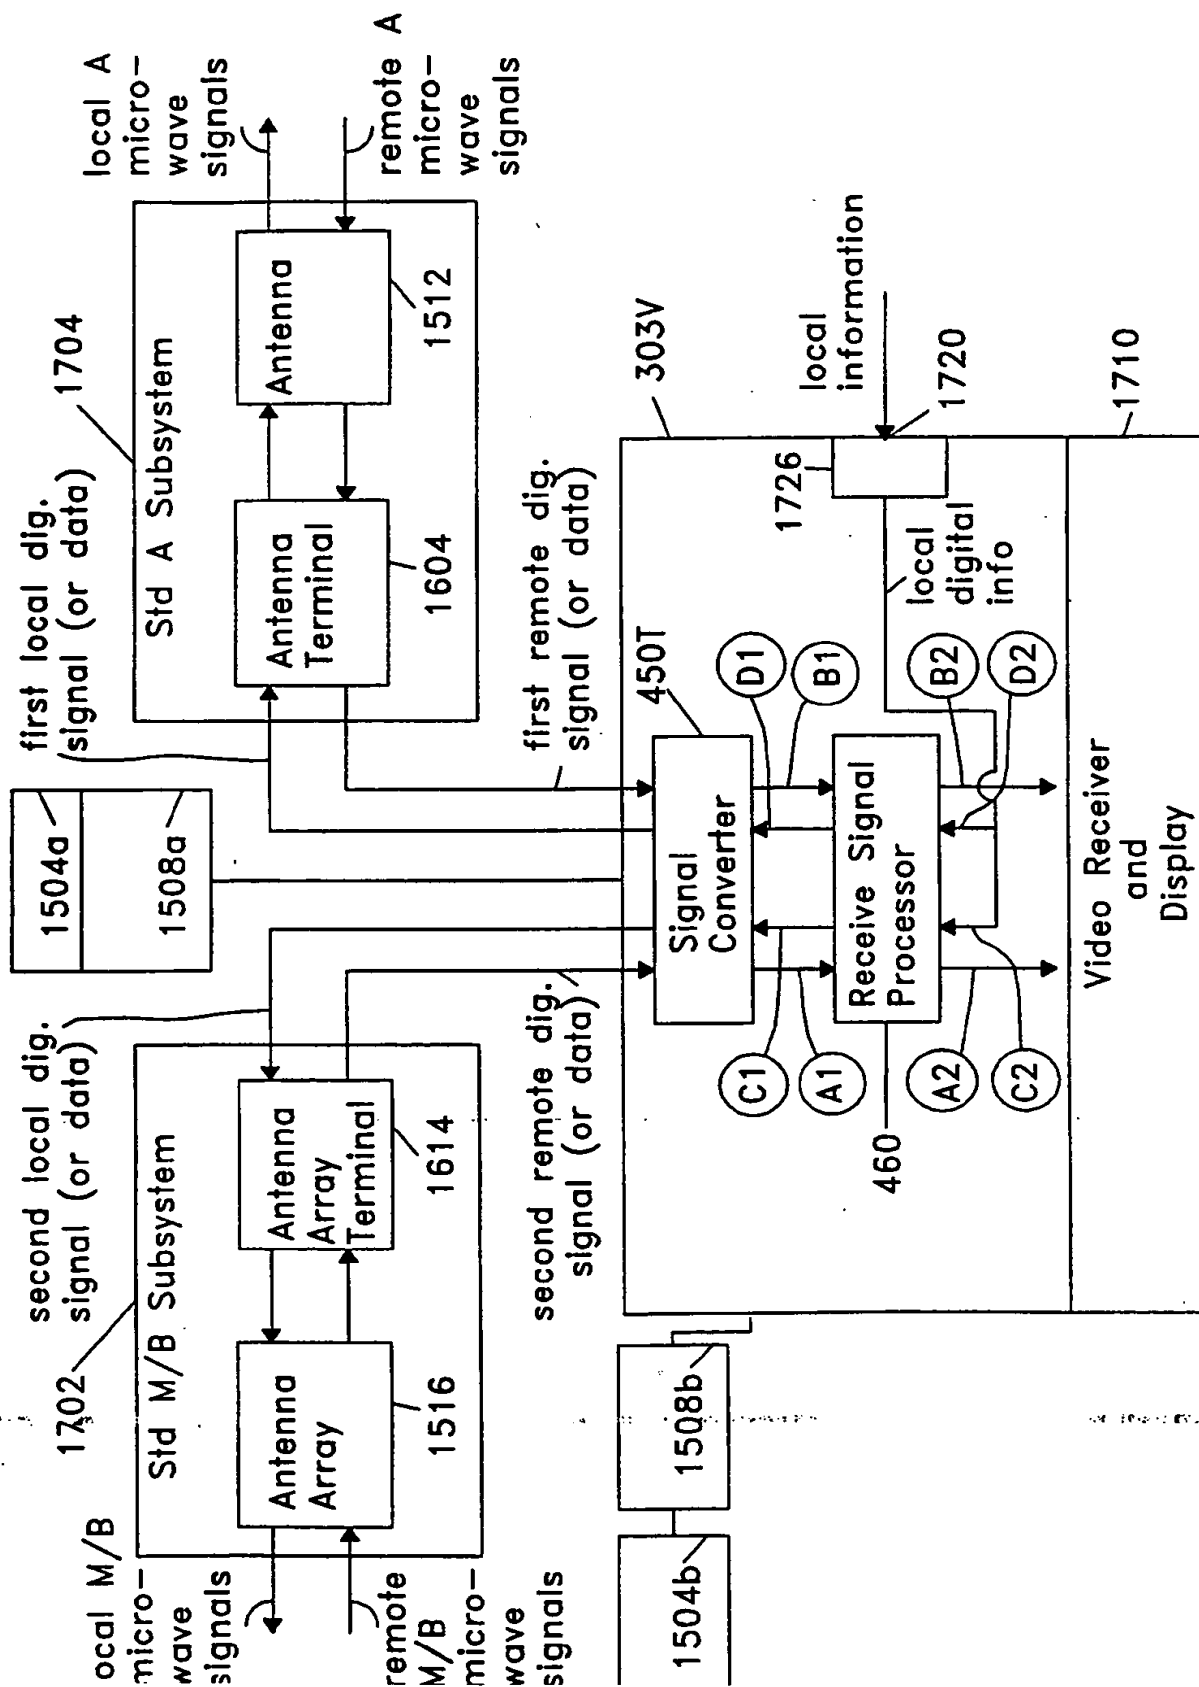 ocal M/B
micro-
wave
signals
remote
M/B
micro-
wave
signals
1702
Std M/B Subsystem
Antenna
Array
1516
Antenna
Array
Terminal
1614
second local dig.
signal (or data)
second remote dig.
signal (or data)
1504a
1508a
first local dig.
signal (or data)
first remote dig.
signal (or data)
1704
Std A Subsystem
Antenna
Terminal
1604
Antenna
1512
local A
micro-
wave
signals
remote A
micro-
wave
signals
1504b
1508b
303V
450T
Signal
Converter
C1
A1
D1
B1
460
Receive Signal
Processor
A2
C2
B2
D2
local
digital
info
1726
1720
local
information
1710
Video Receiver
and
Display